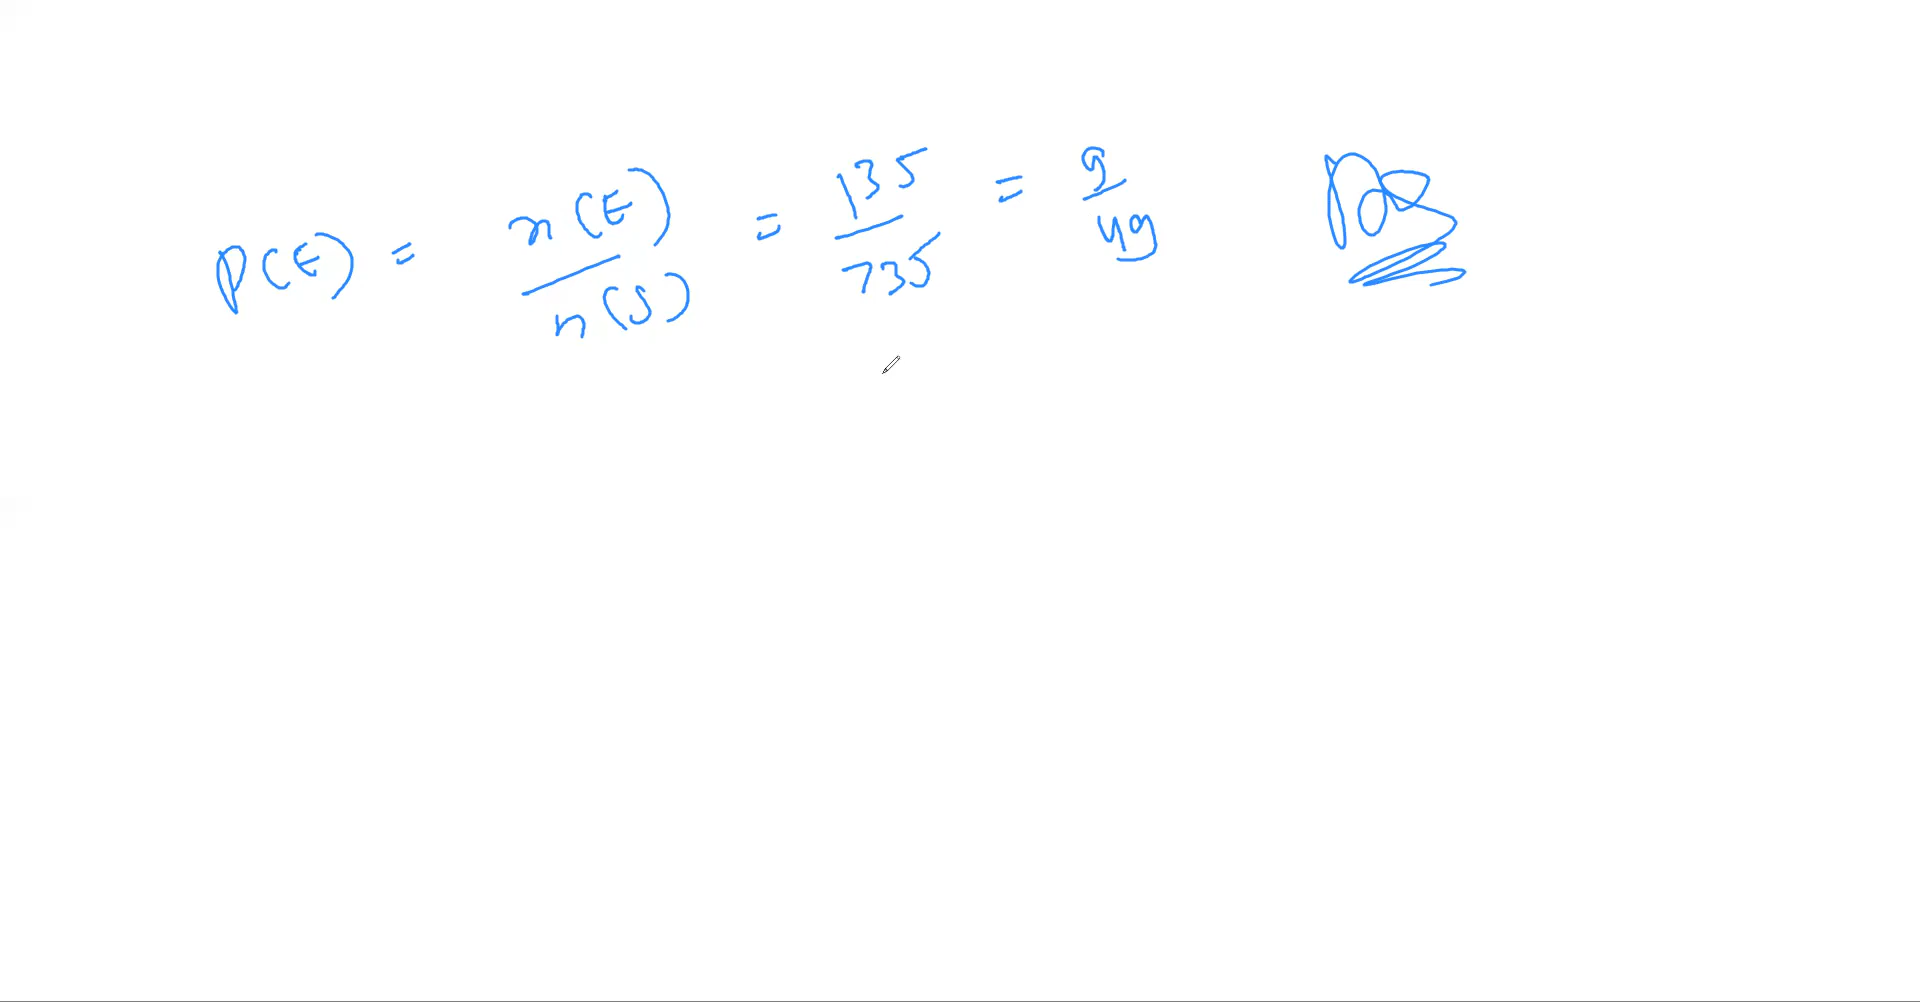 P(E) = n(E) / n(S) = 135 / 735 = 9 / 49